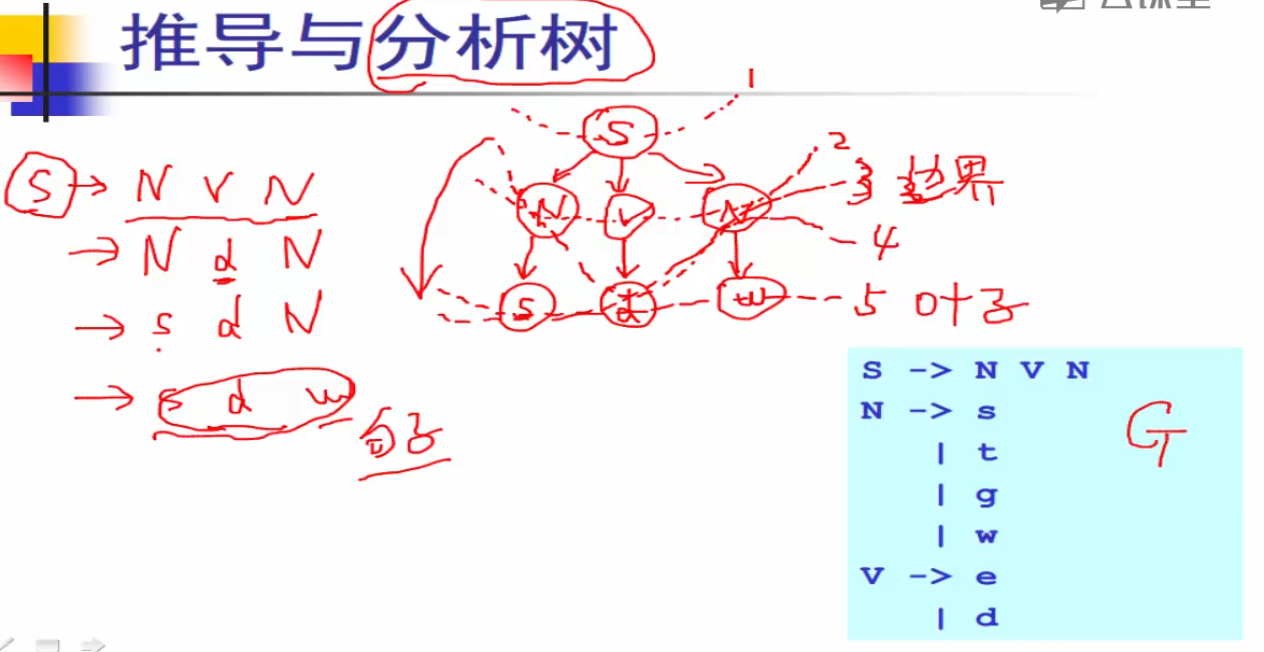 推导与分析树
S → N V N
→ N d N
→ s d N
→ s d w
句子
S
N V N
s d w
1
2
3 边界
4
5 叶子
S -> N V N
N -> s
| t
| g
| w
V -> e
| d
G